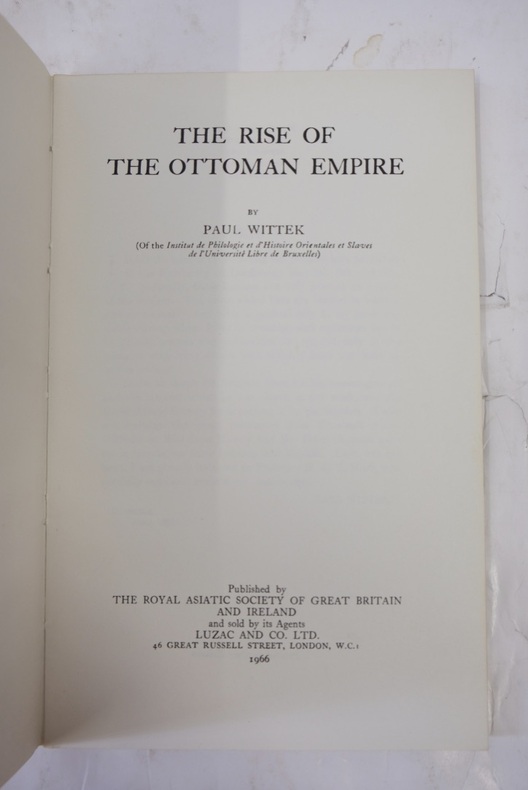 THE RISE OF
THE OTTOMAN EMPIRE
BY
PAUL WITTEK
(Of the Institut de Philologie et d'Histoire Orientales et Slaves
de l'Université Libre de Bruxelles)
Published by
THE ROYAL ASIATIC SOCIETY OF GREAT BRITAIN
AND IRELAND
and sold by its Agents
LUZAC AND CO. LTD.
46 GREAT RUSSELL STREET, LONDON, W.C.1
1966